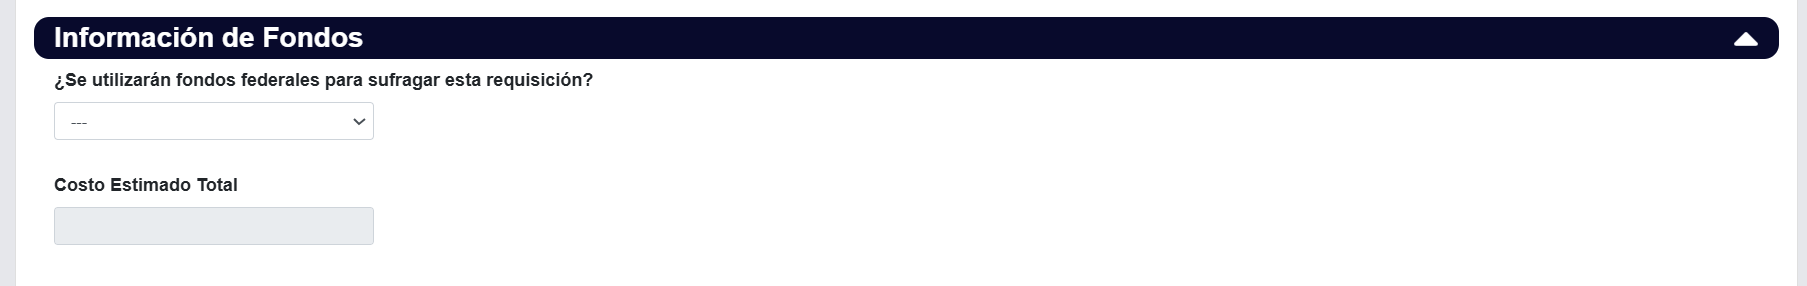 Información de Fondos
¿Se utilizarán fondos federales para sufragar esta requisición?
---
Costo Estimado Total